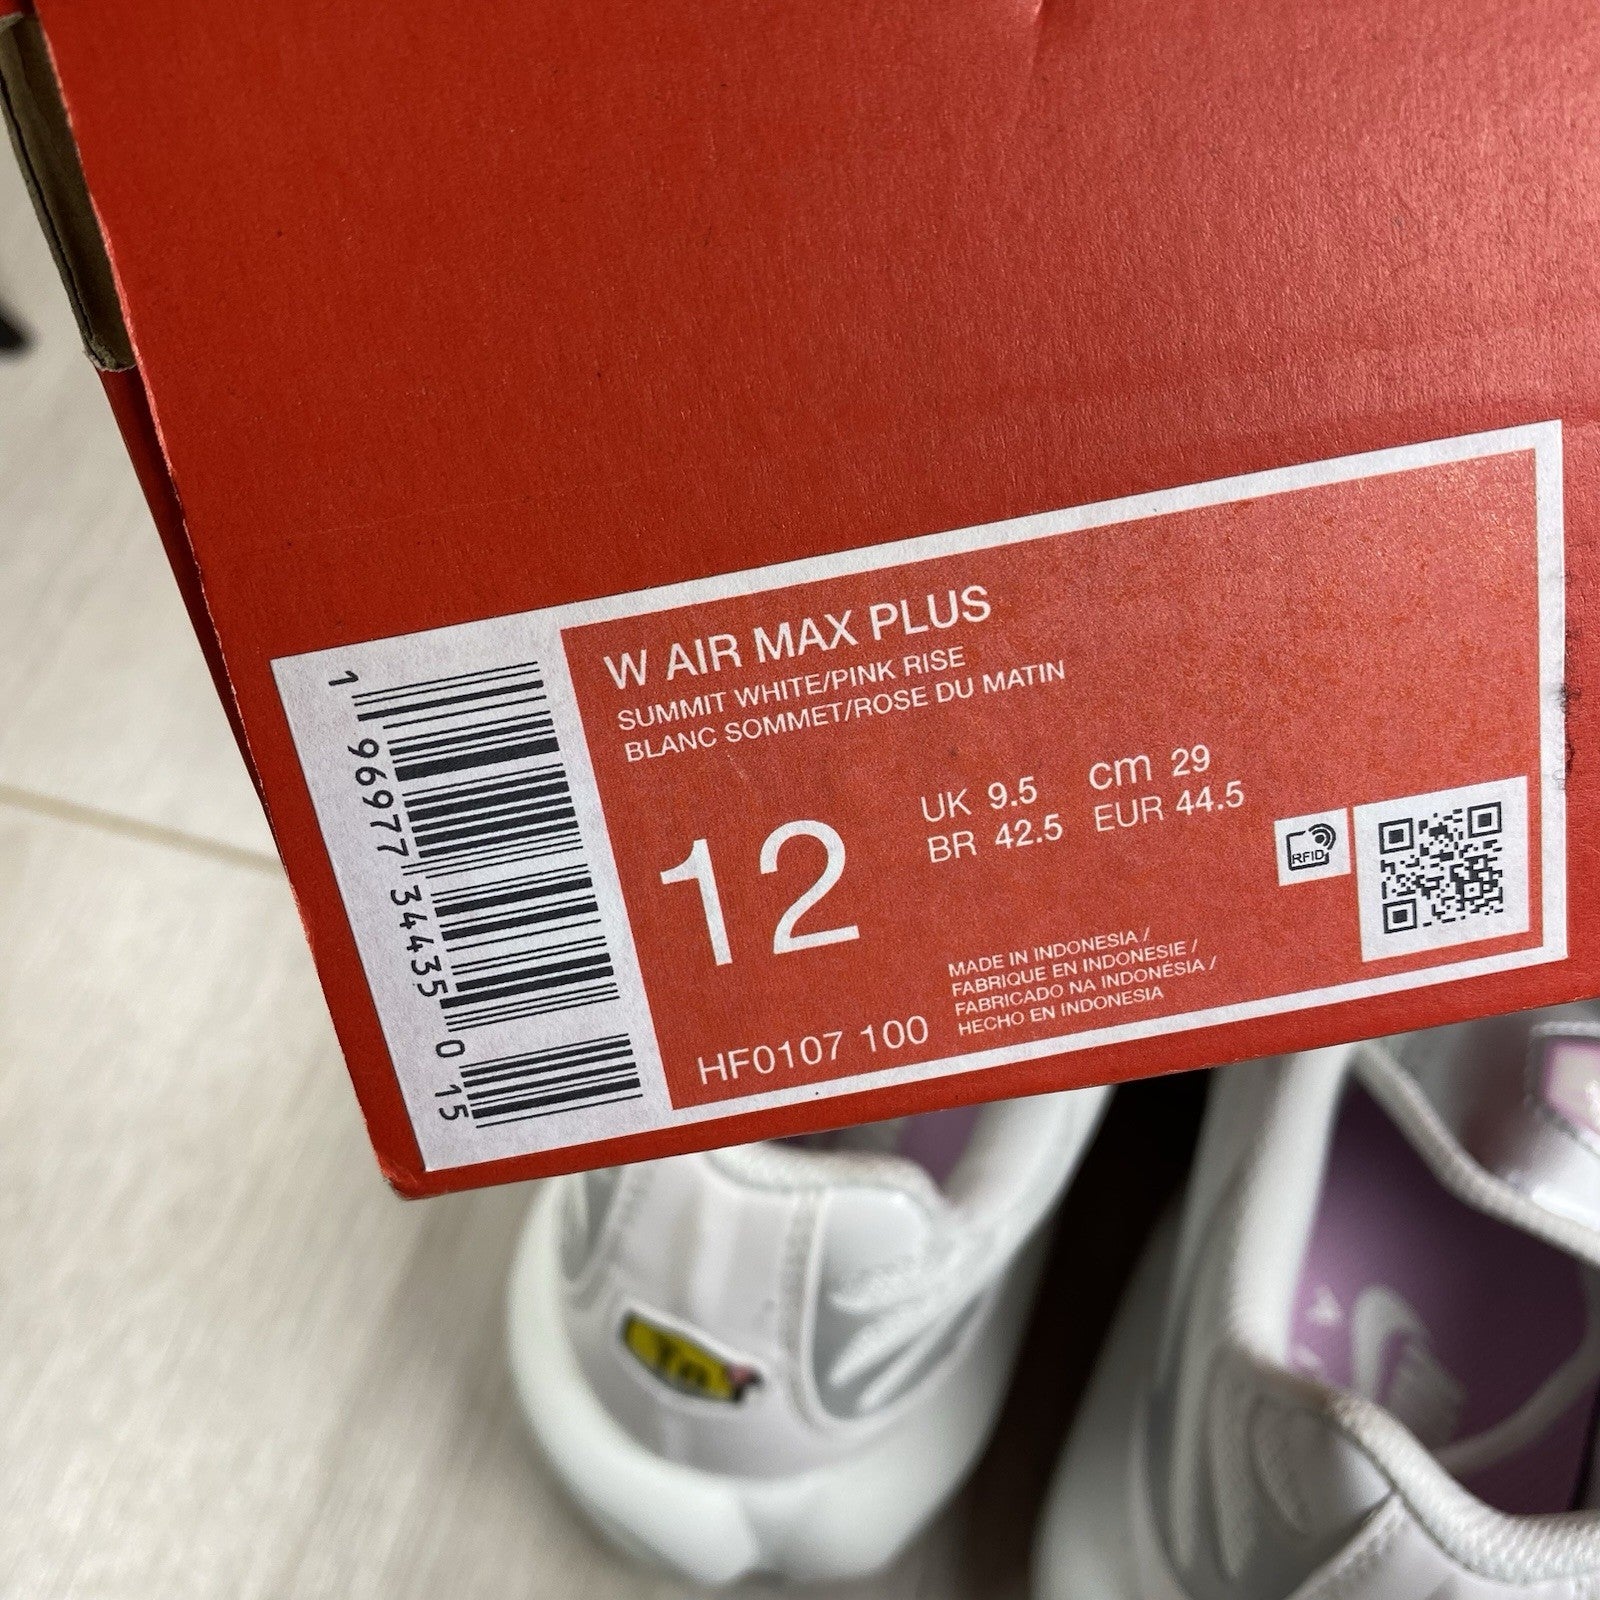 W AIR MAX PLUS
SUMMIT WHITE/PINK RISE
BLANC SOMMET/ROSE DU MATIN
12
UK 9.5 cm 29
BR 42.5 EUR 44.5
RFID
MADE IN INDONESIA /
FABRIQUE EN INDONESIE /
FABRICADO NA INDONÉSIA /
HECHO EN INDONESIA
HF0107 100
1 96977 34435 0 15
Tn